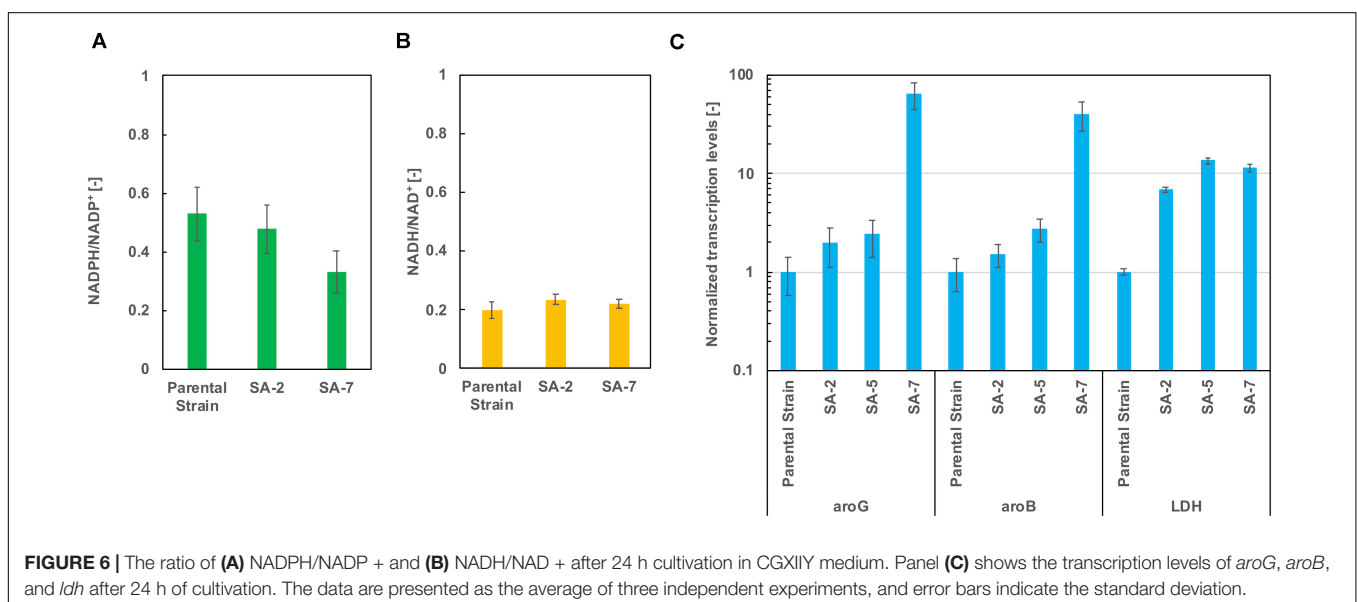 A
NADPH/NADP+ [-]
1
0.8
0.6
0.4
0.2
0
Parental
Strain
SA-2
SA-7
B
NADH/NAD+ [-]
1
0.8
0.6
0.4
0.2
0
Parental
Strain
SA-2
SA-7
C
Normalized transcription levels [-]
100
10
1
0.1
Parental Strain
SA-2
SA-5
SA-7
aroG
Parental Strain
SA-2
SA-5
SA-7
aroB
Parental Strain
SA-2
SA-5
SA-7
LDH
FIGURE 6 | The ratio of (A) NADPH/NADP + and (B) NADH/NAD + after 24 h cultivation in CGXIIY medium. Panel (C) shows the transcription levels of aroG, aroB,
and ldh after 24 h of cultivation. The data are presented as the average of three independent experiments, and error bars indicate the standard deviation.